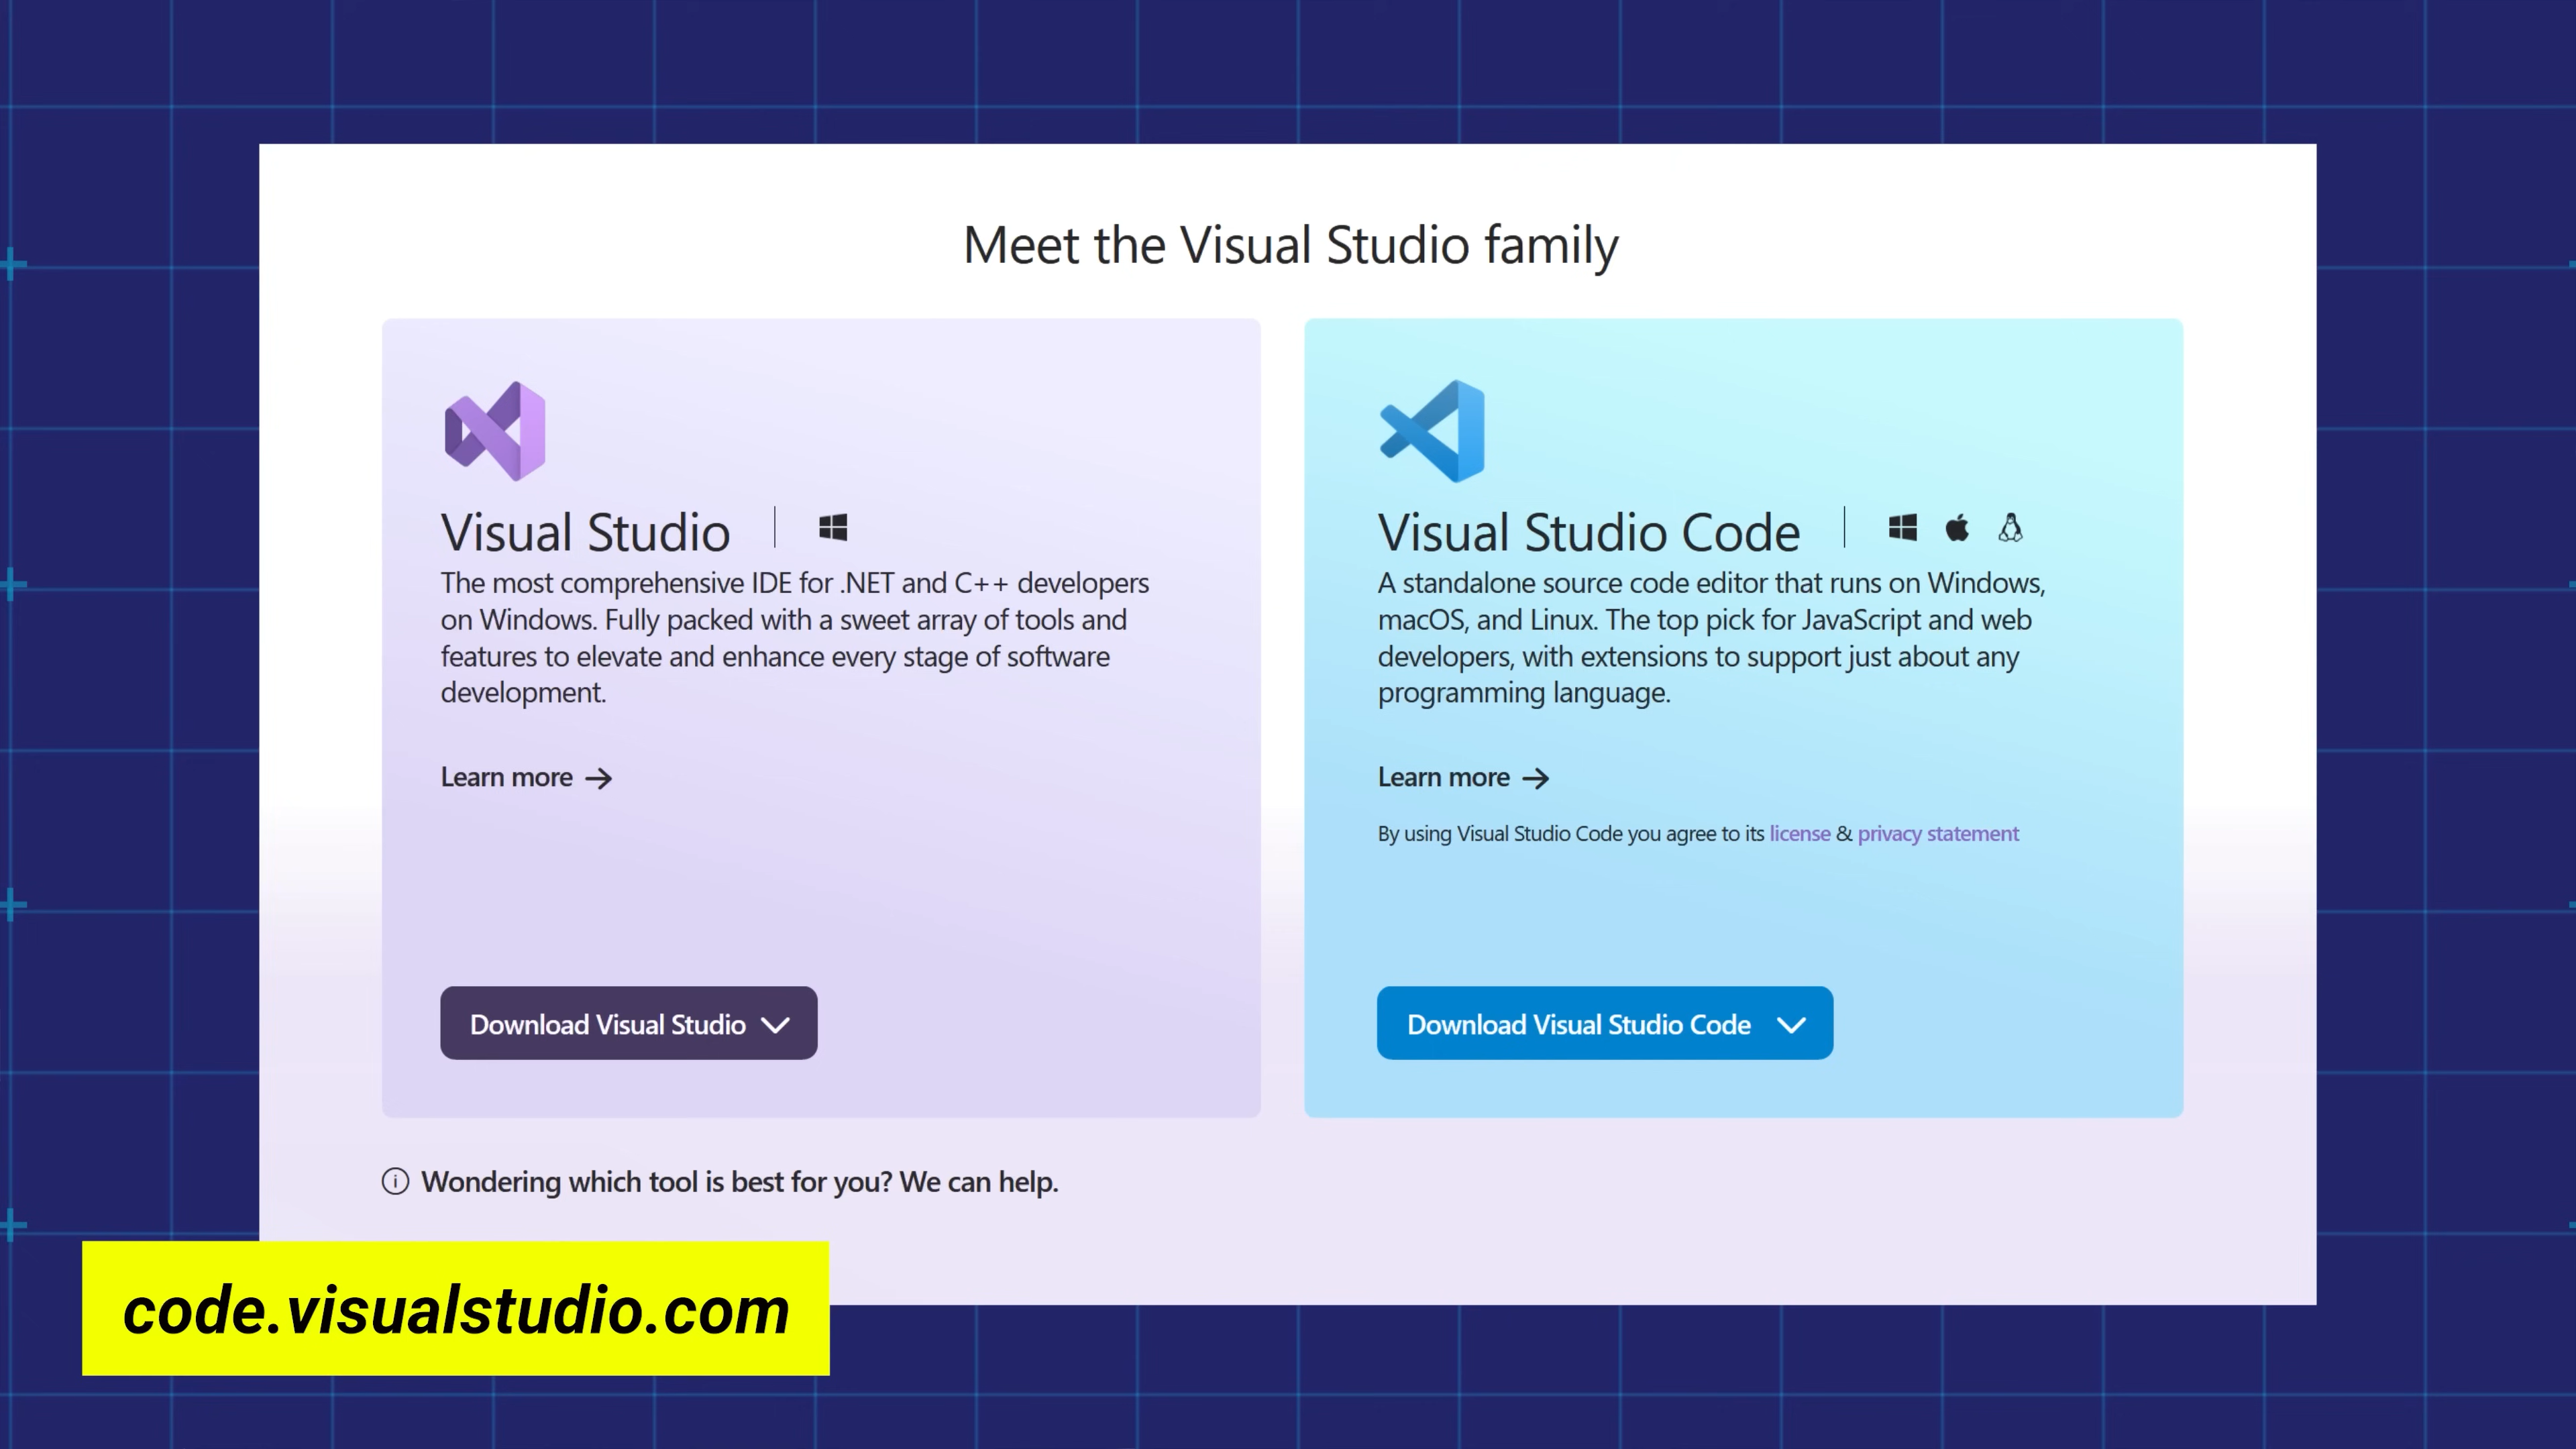 Meet the Visual Studio family
Visual Studio
The most comprehensive IDE for .NET and C++ developers
on Windows. Fully packed with a sweet array of tools and
features to elevate and enhance every stage of software
development.
Learn more
Download Visual Studio
Visual Studio Code
A standalone source code editor that runs on Windows,
macOS, and Linux. The top pick for JavaScript and web
developers, with extensions to support just about any
programming language.
Learn more
By using Visual Studio Code you agree to its license & privacy statement
Download Visual Studio Code
Wondering which tool is best for you? We can help.
code.visualstudio.com